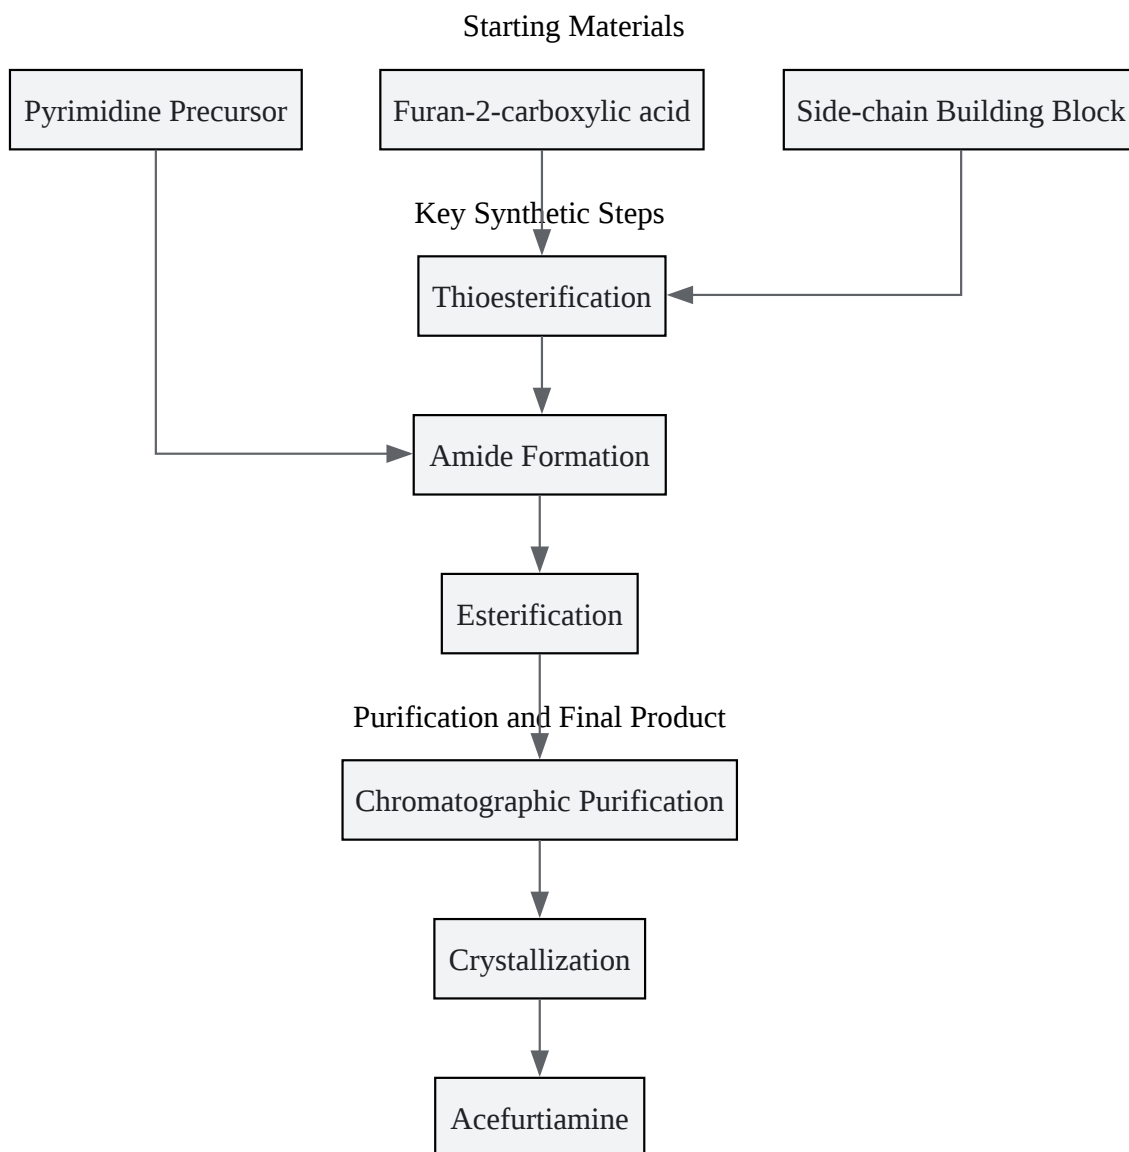 Starting Materials
Pyrimidine Precursor
Furan-2-carboxylic acid
Side-chain Building Block
Key Synthetic Steps
Thioesterification
Amide Formation
Esterification
Purification and Final Product
Chromatographic Purification
Crystallization
Acefurtiamine